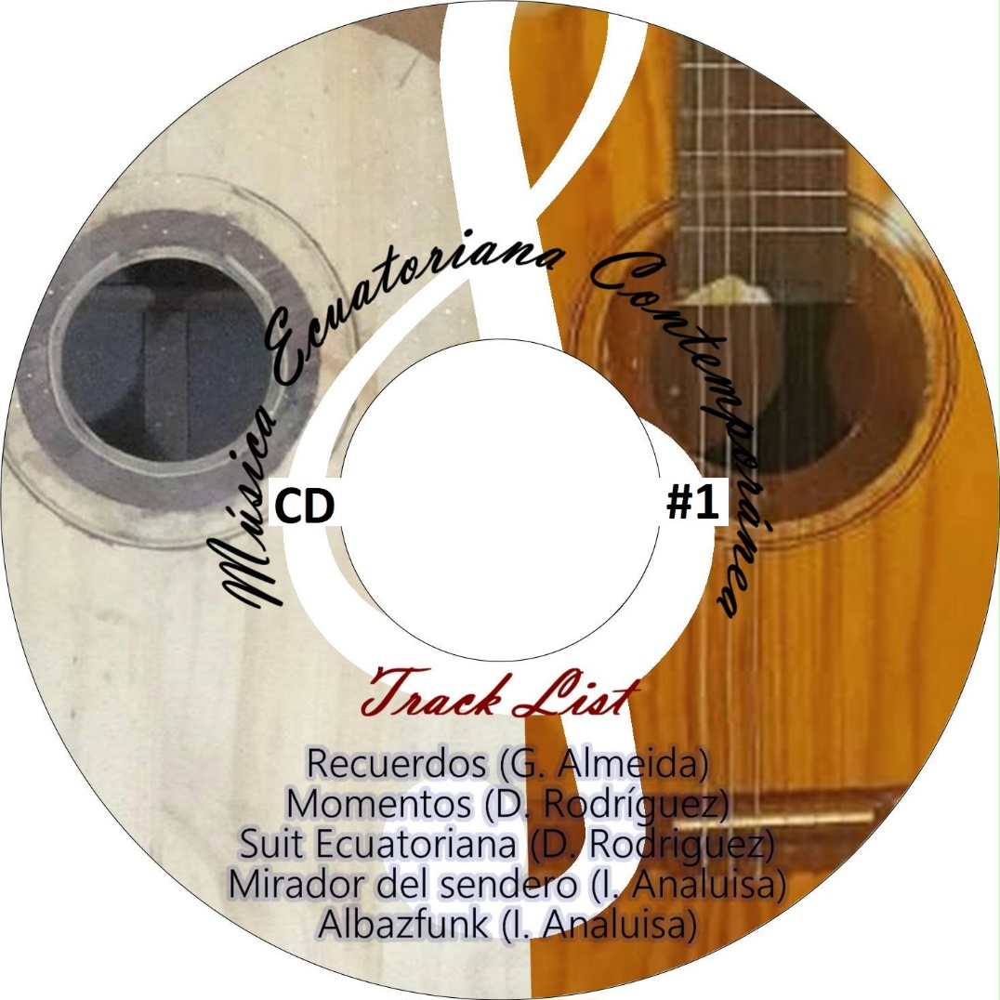 Música Ecuatoriana Contemporánea
CD #1
Track List
Recuerdos (G. Almeida)
Momentos (D. Rodríguez)
Suit Ecuatoriana (D. Rodriguez)
Mirador del sendero (I. Analuisa)
Albazfunk (I. Analuisa)